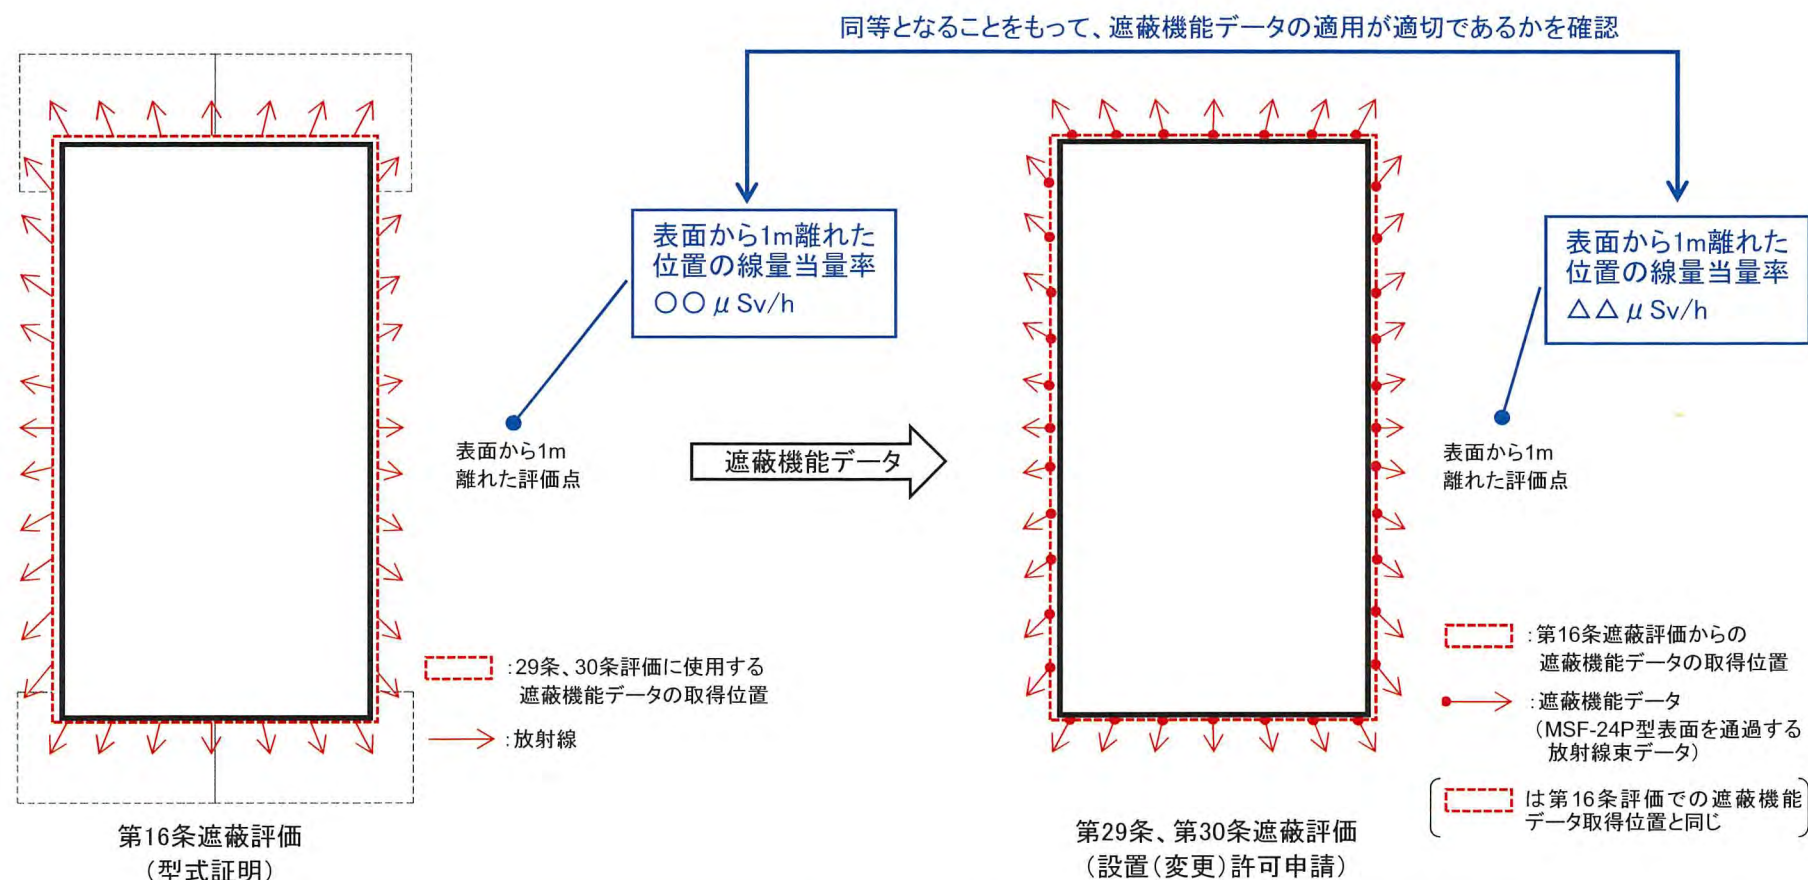 同等となることをもって、遮蔽機能データの適用が適切であるかを確認
表面から1m離れた
位置の線量当量率
〇〇μSv/h
表面から1m
離れた評価点
:29条、30条評価に使用する
遮蔽機能データの取得位置
:放射線
第16条遮蔽評価
(型式証明)
遮蔽機能データ
表面から1m離れた
位置の線量当量率
△△μSv/h
表面から1m
離れた評価点
:第16条遮蔽評価からの
遮蔽機能データの取得位置
:遮蔽機能データ
(MSF-24P型表面を通過する
放射線束データ)
は第16条評価での遮蔽機能
データ取得位置と同じ
第29条、第30条遮蔽評価
(設置(変更)許可申請)